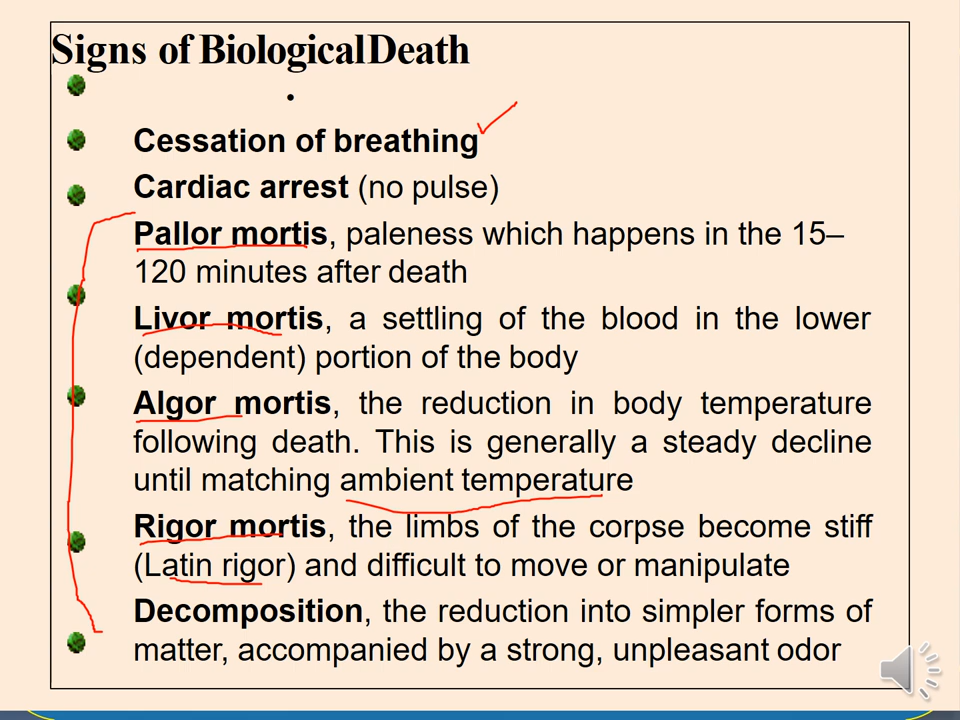 Signs of Biological Death
.
Cessation of breathing
Cardiac arrest (no pulse)
Pallor mortis, paleness which happens in the 15–
120 minutes after death
Livor mortis, a settling of the blood in the lower
(dependent) portion of the body
Algor mortis, the reduction in body temperature
following death. This is generally a steady decline
until matching ambient temperature
Rigor mortis, the limbs of the corpse become stiff
(Latin rigor) and difficult to move or manipulate
Decomposition, the reduction into simpler forms of
matter, accompanied by a strong, unpleasant odor